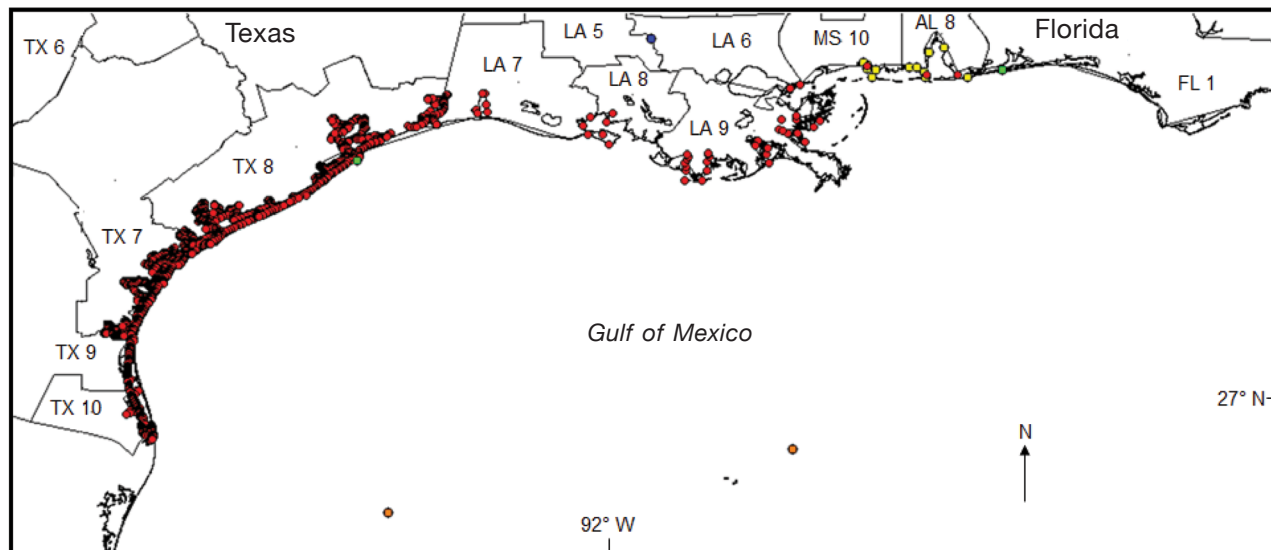 Texas
AL 8
Florida
TX 6
LA 5
LA 6
MS 10
LA 7
LA 8
FL 1
LA 9
TX 8
TX 7
Gulf of Mexico
TX 9
TX 10
27° N
N
92° W